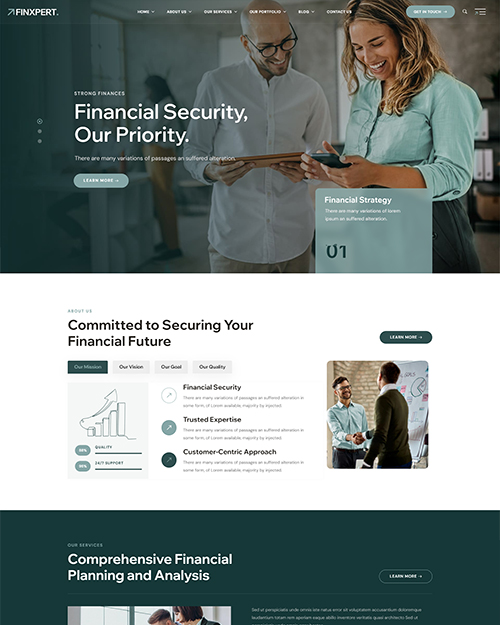 FINXPERT.
HOME
ABOUT US
OUR SERVICES
OUR PORTFOLIO
BLOG
CONTACT US
GET IN TOUCH →
STRONG FINANCES
Financial Security,
Our Priority.
There are many variations of passages an suffered alteration.
LEARN MORE →
Financial Strategy
There are many variations of lorem
ipsum an suffered alteration.
01
ABOUT US
Committed to Securing Your
Financial Future
LEARN MORE →
Our Mission
Our Vision
Our Goal
Our Quality
QUALITY
24/7 SUPPORT
Financial Security
There are many variations of passages an suffered alteration in
some form, of Lorem available, majority by injected
Trusted Expertise
There are many variations of passages an suffered alteration in
some form, of Lorem available, majority by injected
Customer-Centric Approach
There are many variations of passages an suffered alteration in
some form, of Lorem available, majority by injected
OUR SERVICES
Comprehensive Financial
Planning and Analysis
LEARN MORE →
Sed ut perspiciatis unde omnis iste natus error sit voluptatem accusantium doloremque
laudantium totam rem aperiam eaque abillo inventore veritatis quasi architecto beatae